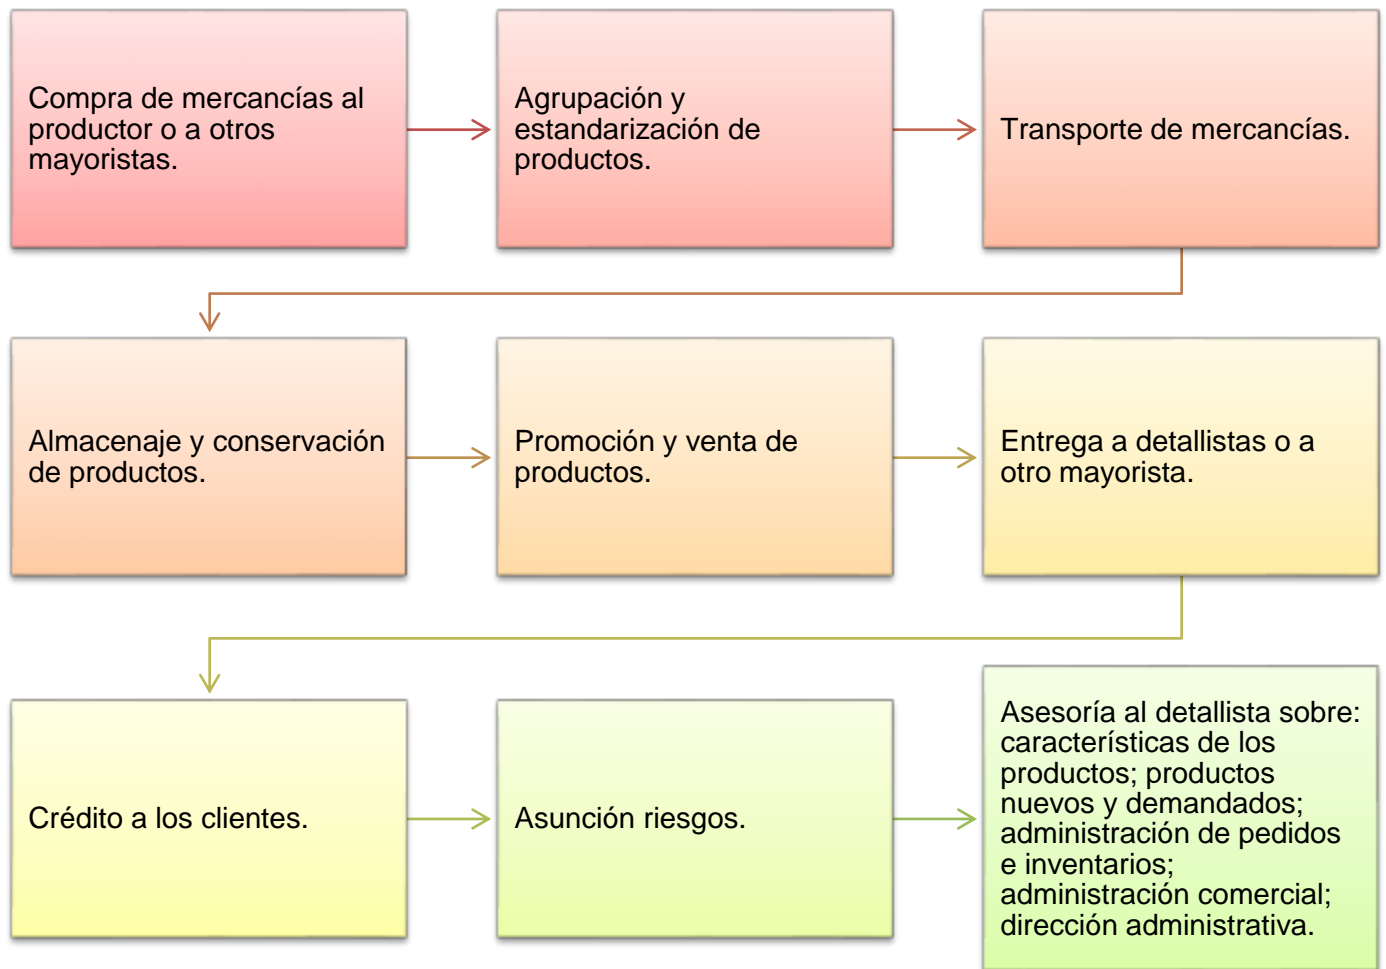 Compra de mercancías al
productor o a otros
mayoristas.
Agrupación y
estandarización de
productos.
Transporte de mercancías.
Almacenaje y conservación
de productos.
Promoción y venta de
productos.
Entrega a detallistas o a
otro mayorista.
Crédito a los clientes.
Asunción riesgos.
Asesoría al detallista sobre:
características de los
productos; productos
nuevos y demandados;
administración de pedidos
e inventarios;
administración comercial;
dirección administrativa.